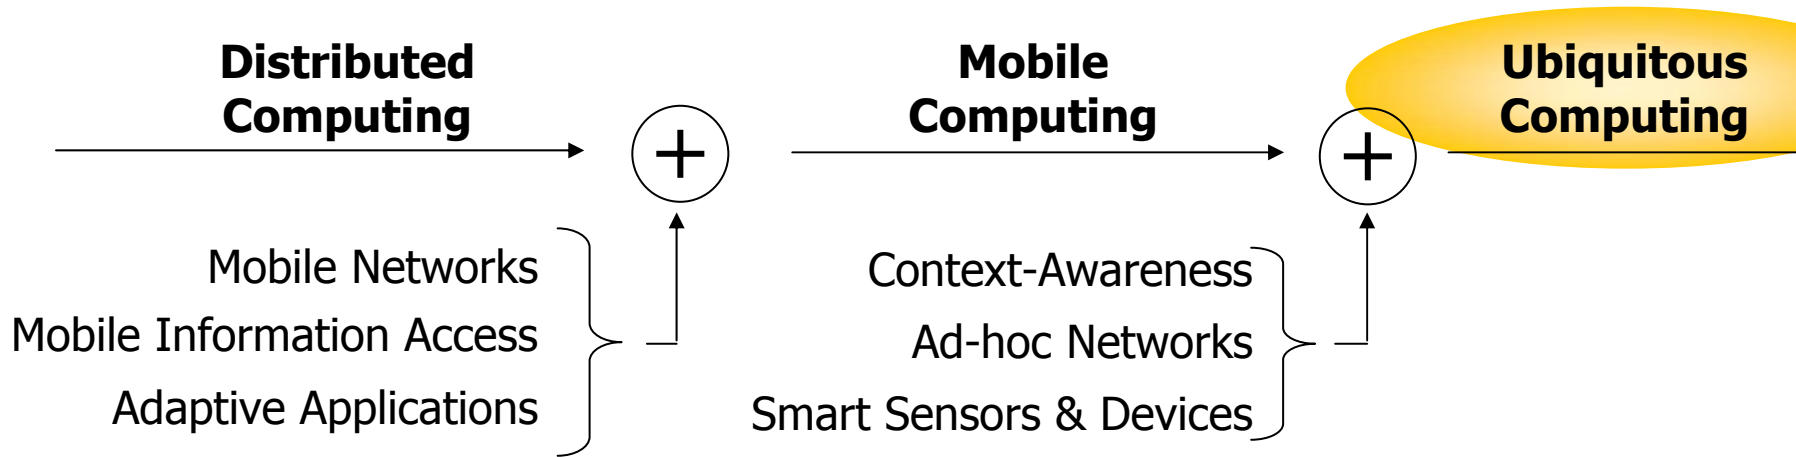 Distributed
Computing
Mobile
Computing
Ubiquitous
Computing
Mobile Networks
Mobile Information Access
Adaptive Applications
Context-Awareness
Ad-hoc Networks
Smart Sensors & Devices